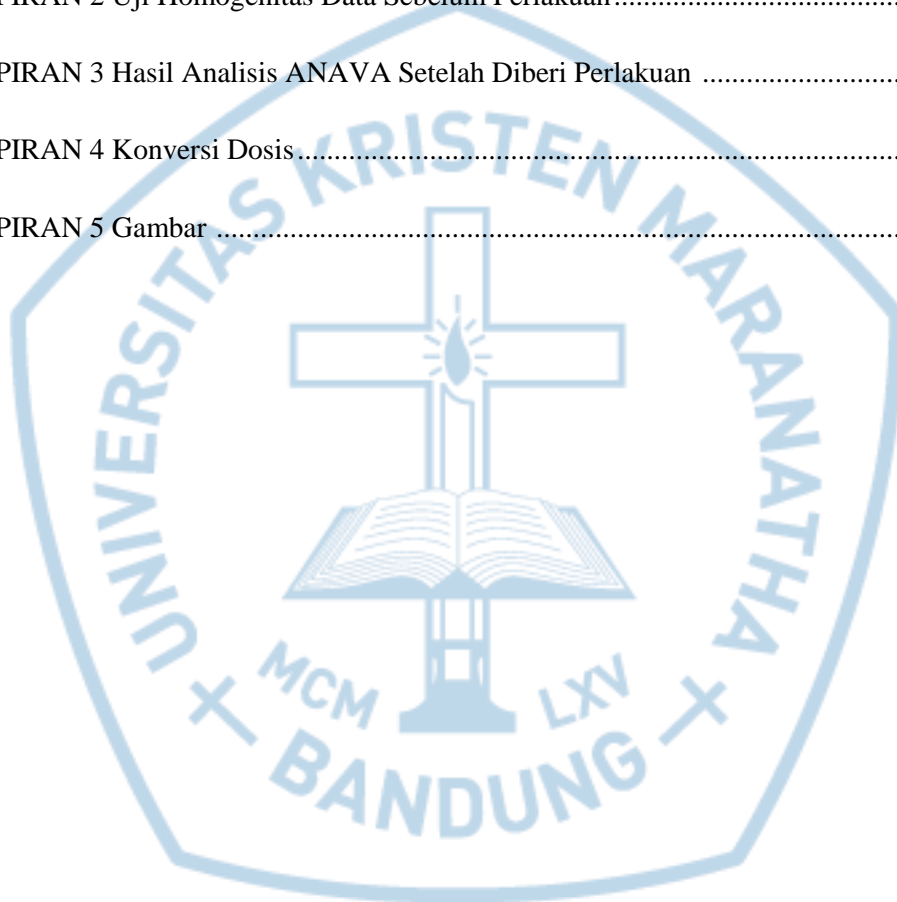 PIRAN 2 Uji Homogenitas Data Sebelum Perlakuan....................................
PIRAN 3 Hasil Analisis ANAVA Setelah Diberi Perlakuan .........................
PIRAN 4 Konversi Dosis..............................................................................
PIRAN 5 Gambar .........................................................................................
UNIVERSITAS KRISTEN MARANATHA
MCM LXV
BANDUNG